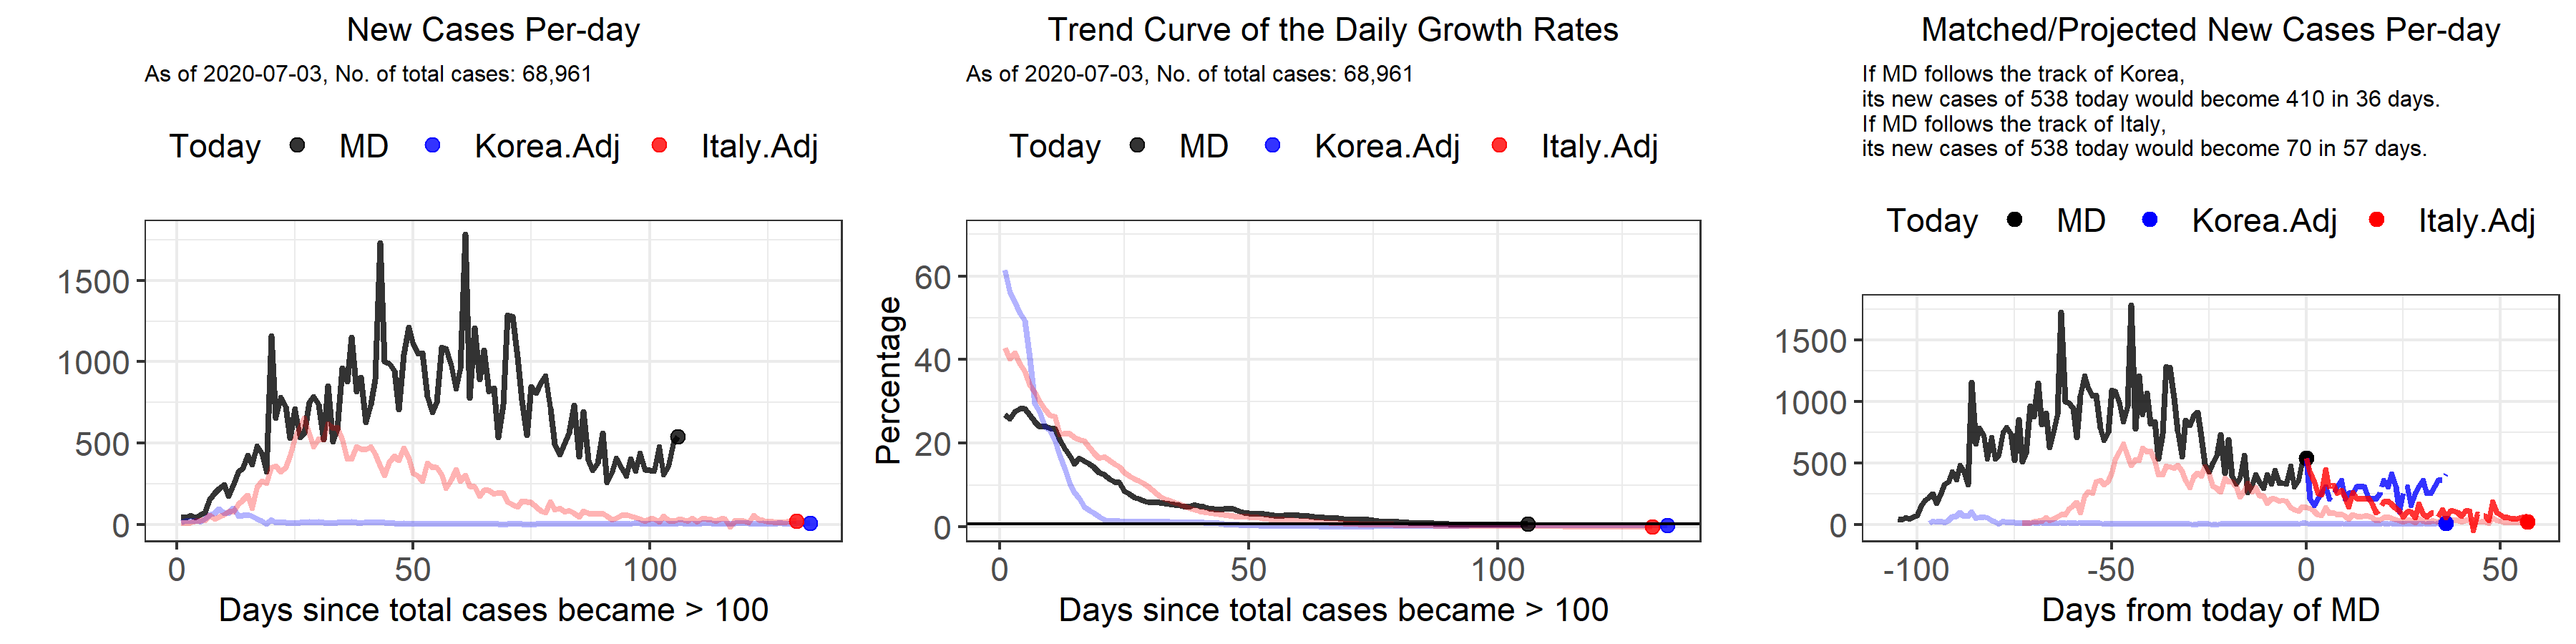 New Cases Per-day
As of 2020-07-03, No. of total cases: 68,961
Today MD Korea.Adj Italy.Adj
1500
1000
500
0
0 50 100
Days since total cases became > 100
Trend Curve of the Daily Growth Rates
As of 2020-07-03, No. of total cases: 68,961
Today MD Korea.Adj Italy.Adj
Percentage
60
40
20
0
0 50 100
Days since total cases became > 100
Matched/Projected New Cases Per-day
If MD follows the track of Korea,
its new cases of 538 today would become 410 in 36 days.
If MD follows the track of Italy,
its new cases of 538 today would become 70 in 57 days.
Today MD Korea.Adj Italy.Adj
1500
1000
500
0
-100 -50 0 50
Days from today of MD